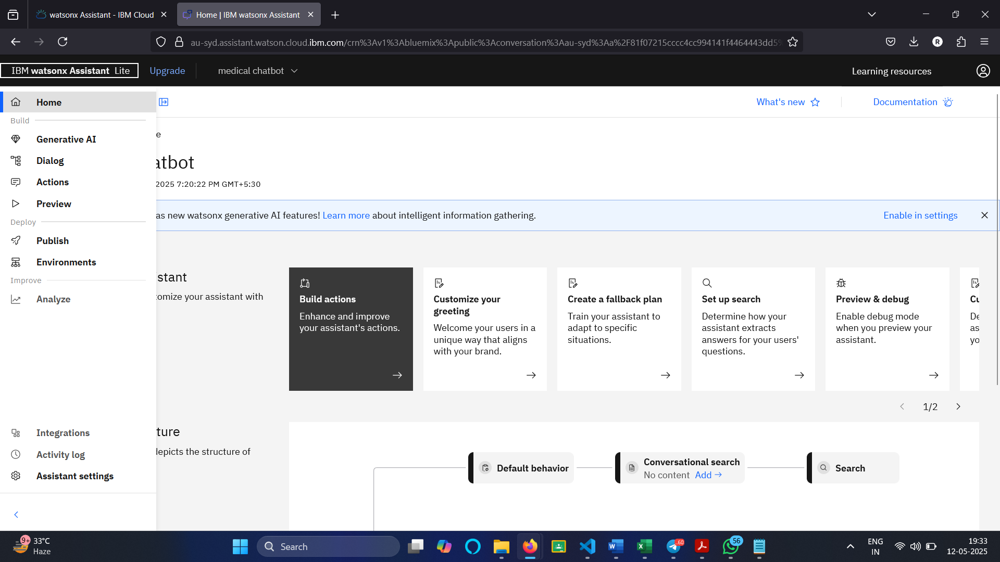 watsonx Assistant - IBM Cloud
Home | IBM watsonx Assistant
au-syd.assistant.watson.cloud.ibm.com/crn%3Av1%3Abluemix%3Apublic%3Aconversation%3Aau-syd%3Aa%2F81f07215cccc4cc994141f4464443dd5%
R
IBM watsonx Assistant Lite
Upgrade
medical chatbot
Learning resources
Home
What's new
Documentation
Build
e
Generative AI
Dialog
atbot
Actions
2025 7:20:22 PM GMT+5:30
Preview
as new watsonx generative AI features! Learn more about intelligent information gathering.
Enable in settings
Deploy
Publish
Environments
Improve
Analyze
stant
tomize your assistant with
Build actions
Enhance and improve
your assistant's actions.
Customize your
greeting
Welcome your users in a
unique way that aligns
with your brand.
Create a fallback plan
Train your assistant to
adapt to specific
situations.
Set up search
Determine how your
assistant extracts
answers for your users'
questions.
Preview & debug
Enable debug mode
when you preview your
assistant.
Cu
De
as
yo
1/2
Integrations
Activity log
Assistant settings
ture
depicts the structure of
Default behavior
Conversational search
No content Add
Search
9+
33°C
Haze
Search
.60
56
ENG
IN
19:33
12-05-2025